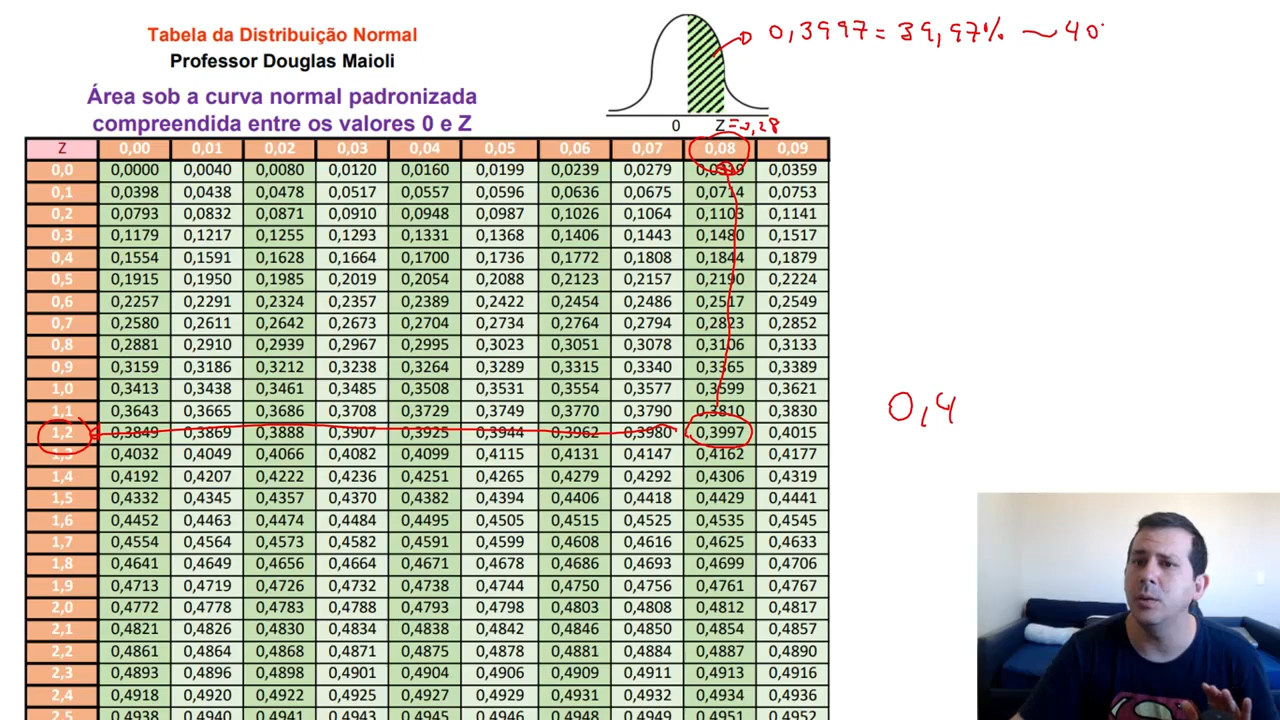 Tabela da Distribuição Normal
Professor Douglas Maioli
Área sob a curva normal padronizada
compreendida entre os valores 0 e Z
0,3997 = 39,97% ~ 40
0 Z = 1,28
Z 0,00 0,01 0,02 0,03 0,04 0,05 0,06 0,07 0,08 0,09
0,0 0,0000 0,0040 0,0080 0,0120 0,0160 0,0199 0,0239 0,0279 0,0319 0,0359
0,1 0,0398 0,0438 0,0478 0,0517 0,0557 0,0596 0,0636 0,0675 0,0714 0,0753
0,2 0,0793 0,0832 0,0871 0,0910 0,0948 0,0987 0,1026 0,1064 0,1103 0,1141
0,3 0,1179 0,1217 0,1255 0,1293 0,1331 0,1368 0,1406 0,1443 0,1480 0,1517
0,4 0,1554 0,1591 0,1628 0,1664 0,1700 0,1736 0,1772 0,1808 0,1844 0,1879
0,5 0,1915 0,1950 0,1985 0,2019 0,2054 0,2088 0,2123 0,2157 0,2190 0,2224
0,6 0,2257 0,2291 0,2324 0,2357 0,2389 0,2422 0,2454 0,2486 0,2517 0,2549
0,7 0,2580 0,2611 0,2642 0,2673 0,2704 0,2734 0,2764 0,2794 0,2823 0,2852
0,8 0,2881 0,2910 0,2939 0,2967 0,2995 0,3023 0,3051 0,3078 0,3106 0,3133
0,9 0,3159 0,3186 0,3212 0,3238 0,3264 0,3289 0,3315 0,3340 0,3365 0,3389
1,0 0,3413 0,3438 0,3461 0,3485 0,3508 0,3531 0,3554 0,3577 0,3599 0,3621
1,1 0,3643 0,3665 0,3686 0,3708 0,3729 0,3749 0,3770 0,3790 0,3810 0,3830
0,4
1,2 0,3849 0,3869 0,3888 0,3907 0,3925 0,3944 0,3962 0,3980 0,3997 0,4015
1,3 0,4032 0,4049 0,4066 0,4082 0,4099 0,4115 0,4131 0,4147 0,4162 0,4177
1,4 0,4192 0,4207 0,4222 0,4236 0,4251 0,4265 0,4279 0,4292 0,4306 0,4319
1,5 0,4332 0,4345 0,4357 0,4370 0,4382 0,4394 0,4406 0,4418 0,4429 0,4441
1,6 0,4452 0,4463 0,4474 0,4484 0,4495 0,4505 0,4515 0,4525 0,4535 0,4545
1,7 0,4554 0,4564 0,4573 0,4582 0,4591 0,4599 0,4608 0,4616 0,4625 0,4633
1,8 0,4641 0,4649 0,4656 0,4664 0,4671 0,4678 0,4686 0,4693 0,4699 0,4706
1,9 0,4713 0,4719 0,4726 0,4732 0,4738 0,4744 0,4750 0,4756 0,4761 0,4767
2,0 0,4772 0,4778 0,4783 0,4788 0,4793 0,4798 0,4803 0,4808 0,4812 0,4817
2,1 0,4821 0,4826 0,4830 0,4834 0,4838 0,4842 0,4846 0,4850 0,4854 0,4857
2,2 0,4861 0,4864 0,4868 0,4871 0,4875 0,4878 0,4881 0,4884 0,4887 0,4890
2,3 0,4893 0,4896 0,4898 0,4901 0,4904 0,4906 0,4909 0,4911 0,4913 0,4916
2,4 0,4918 0,4920 0,4922 0,4925 0,4927 0,4929 0,4931 0,4932 0,4934 0,4936
2,5 0,4938 0,4940 0,4941 0,4943 0,4945 0,4946 0,4948 0,4949 0,4951 0,4952